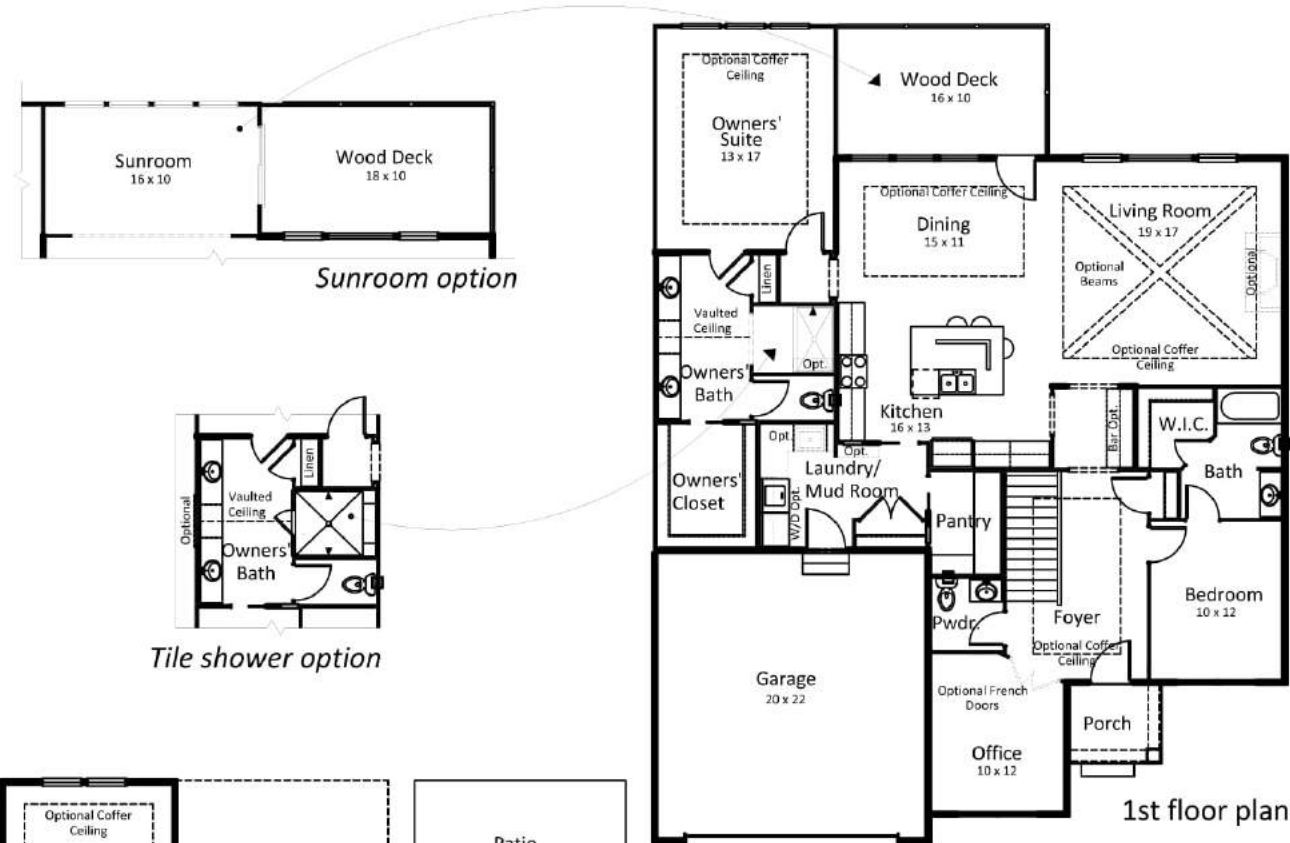 Sunroom
16 x 10
Wood Deck
18 x 10
Sunroom option
Optional
Linen
Vaulted
Ceiling
Owners'
Bath
Tile shower option
Optional Coffer
Ceiling
Owners'
Suite
13 x 17
Wood Deck
16 x 10
Optional Coffer Ceiling
Dining
15 x 11
Living Room
19 x 17
Optional
Beams
Optional
Optional Coffer
Ceiling
Linen
Vaulted
Ceiling
Opt.
Owners'
Bath
Kitchen
16 x 13
Bar Opt.
W.I.C.
Bath
Opt.
Opt.
Laundry/
Mud Room
W/D Opt.
Owners'
Closet
Pantry
Bedroom
10 x 12
Pwdr.
Foyer
Optional Coffer
Ceiling
Garage
20 x 22
Optional French
Doors
Office
10 x 12
Porch
1st floor plan
Optional Coffer
Ceiling
Patio